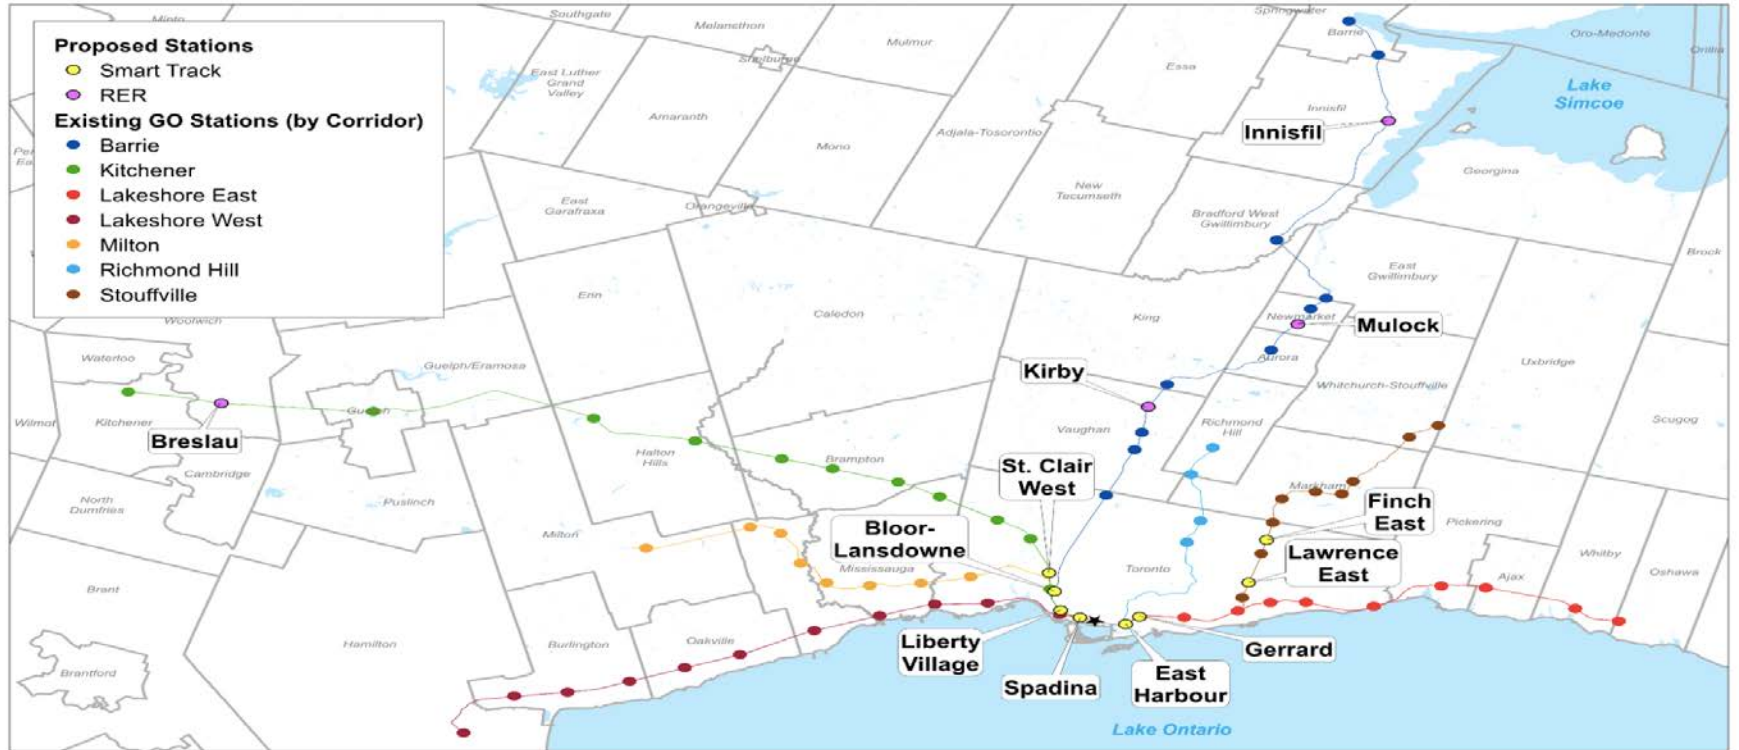 Minto
Southgate
Melancthon
Mulmur
Springwater
Barrie
Oro-Medonte
Orillia
Proposed Stations
Smart Track
RER
Existing GO Stations (by Corridor)
Barrie
Kitchener
Lakeshore East
Lakeshore West
Milton
Richmond Hill
Stouffville
East Luther
Grand
Valley
Shelburne
Amaranth
Mono
Adjala-Tosorontio
Essa
Innisfil
Innisfil
Lake
Simcoe
Georgina
New
Tecumseth
East
Garafraxa
Orangeville
Bradford West
Gwillimbury
East
Gwillimbury
Brock
Woolwich
Erin
Caledon
King
Newmarket
Mulock
Aurora
Uxbridge
Waterloo
Guelph/Eramosa
Kirby
Whitchurch-Stouffville
Wilmot
Kitchener
Breslau
Guelph
Vaughan
Richmond
Hill
Scugog
Cambridge
Halton
Hills
Brampton
St. Clair
West
Markham
Finch
East
North
Dumfries
Puslinch
Milton
Bloor-
Lansdowne
Pickering
Whitby
Lawrence
East
Mississauga
Toronto
Ajax
Oshawa
Brant
Hamilton
Burlington
Oakville
Liberty
Village
Gerrard
Brantford
Spadina
East
Harbour
Lake Ontario